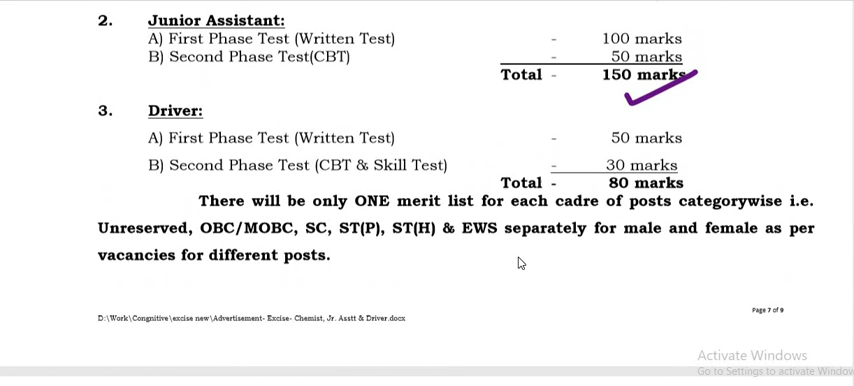 2. Junior Assistant:
A) First Phase Test (Written Test) - 100 marks
B) Second Phase Test(CBT) - 50 marks
Total - 150 marks
3. Driver:
A) First Phase Test (Written Test) - 50 marks
B) Second Phase Test (CBT & Skill Test) - 30 marks
Total - 80 marks
There will be only ONE merit list for each cadre of posts categorywise i.e.
Unreserved, OBC/MOBC, SC, ST(P), ST(H) & EWS separately for male and female as per
vacancies for different posts.
D:\Work\Congnitive\excise new\Advertisement- Excise- Chemist, Jr. Asstt & Driver.docx
Page 7 of 9
Activate Windows
Go to Settings to activate Window